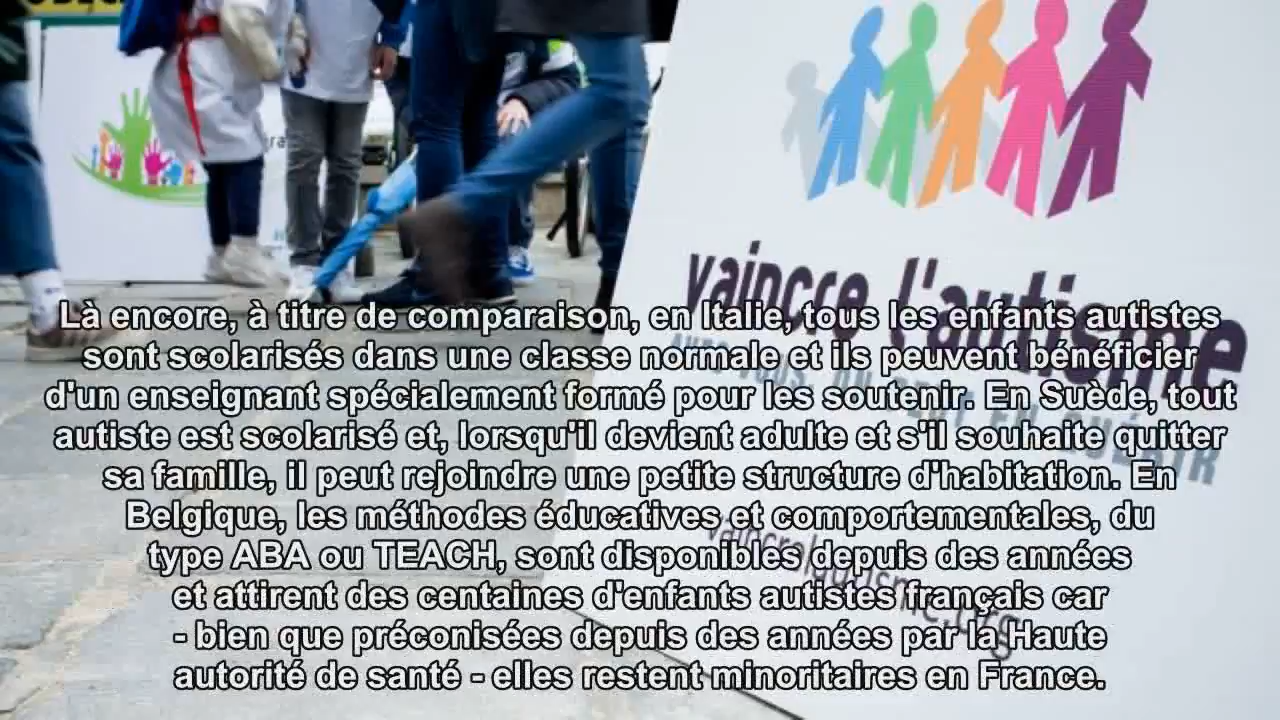 vaincre l'autisme
Là encore, à titre de comparaison, en Italie, tous les enfants autistes
sont scolarisés dans une classe normale et ils peuvent bénéficier
d'un enseignant spécialement formé pour les soutenir. En Suède, tout
autiste est scolarisé et, lorsqu'il devient adulte et s'il souhaite quitter
sa famille, il peut rejoindre une petite structure d'habitation. En
Belgique, les méthodes éducatives et comportementales, du
type ABA ou TEACH, sont disponibles depuis des années
et attirent des centaines d'enfants autistes français car
- bien que préconisées depuis des années par la Haute
autorité de santé - elles restent minoritaires en France.
vaincrelautisme.org